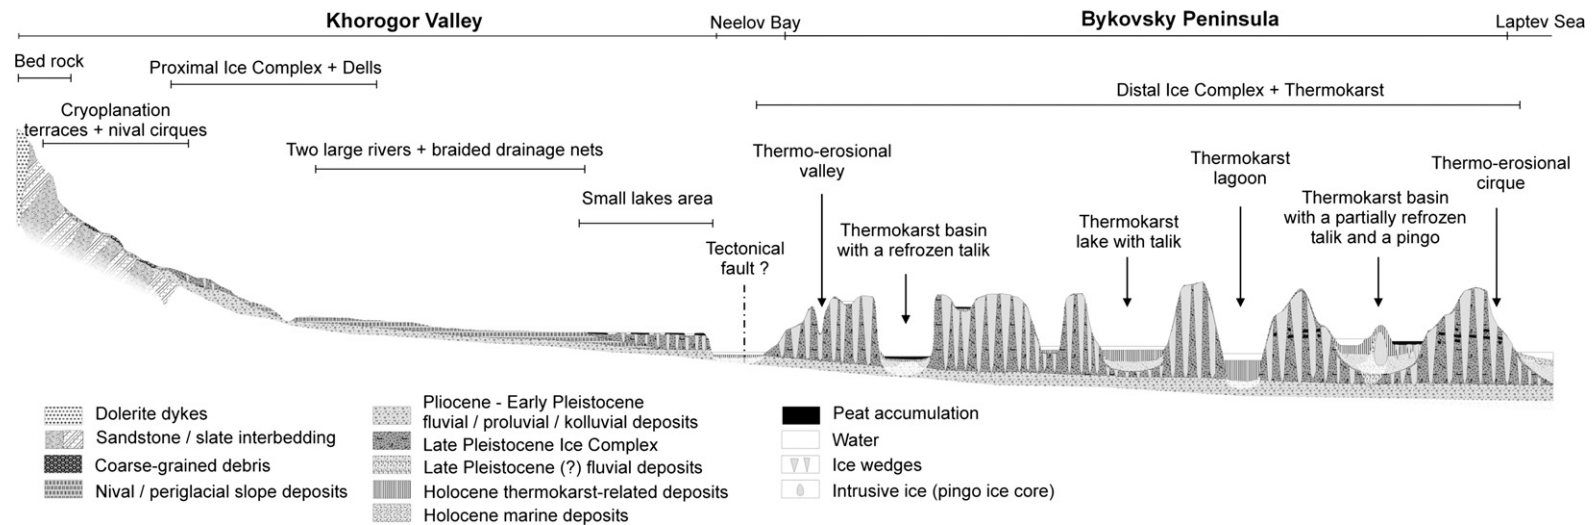 Khorogor Valley
Neelov Bay
Bykovsky Peninsula
Laptev Sea
Bed rock
Proximal Ice Complex + Dells
Distal Ice Complex + Thermokarst
Cryoplanation
terraces + nival cirques
Two large rivers + braided drainage nets
Small lakes area
Tectonical
fault ?
Thermo-erosional
valley
Thermokarst basin
with a refrozen talik
Thermokarst
lake with talik
Thermokarst
lagoon
Thermokarst basin
with a partially refrozen
talik and a pingo
Thermo-erosional
cirque
Dolerite dykes
Sandstone / slate interbedding
Coarse-grained debris
Nival / periglacial slope deposits
Pliocene - Early Pleistocene
fluvial / proluvial / kolluvial deposits
Late Pleistocene Ice Complex
Late Pleistocene (?) fluvial deposits
Holocene thermokarst-related deposits
Holocene marine deposits
Peat accumulation
Water
Ice wedges
Intrusive ice (pingo ice core)